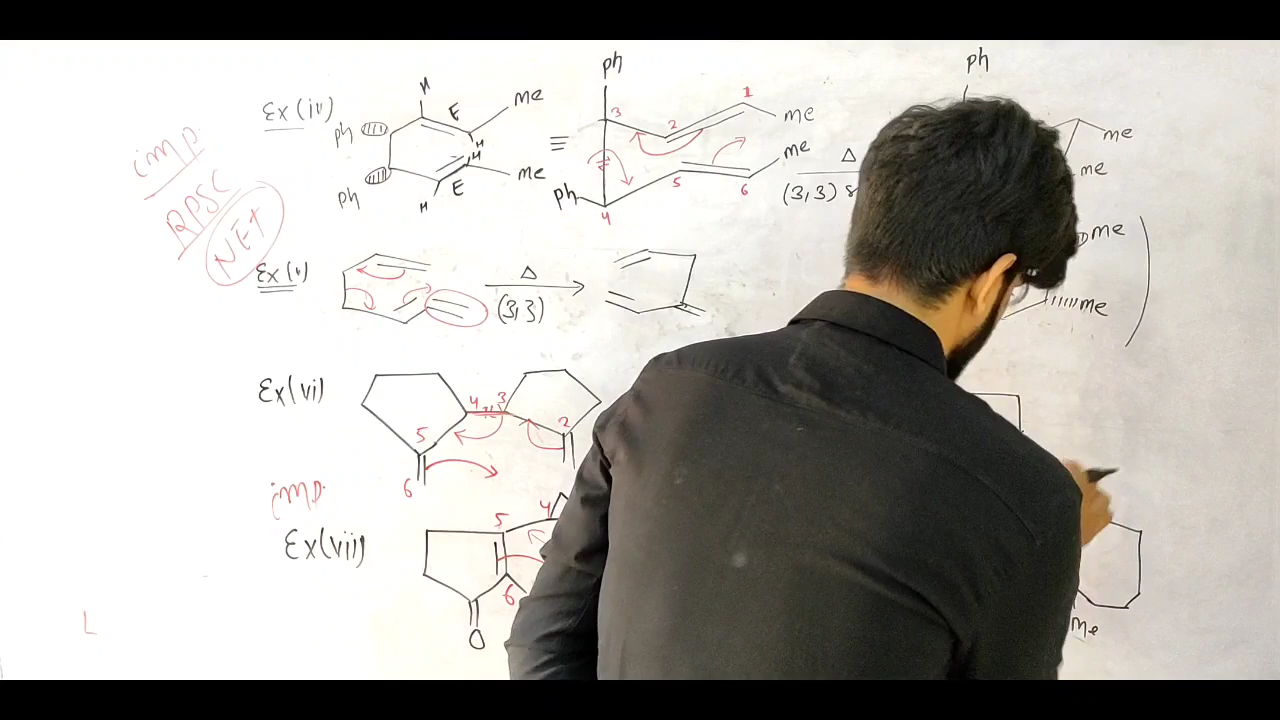 imp.
RPSC
NET
Ex (iv)
Ph
Ph
H
E
Me
H
H
Me
E
H
≡
Ph
3
2
1
Me
Me
5
6
Ph
4
Δ
(3,3)
Ph
Me
Me
Me
Me
Ex (v)
Δ
(3,3)
Ex (vi)
4
3
5
2
6
imp.
Ex (vii)
5
4
6
O
Me
L